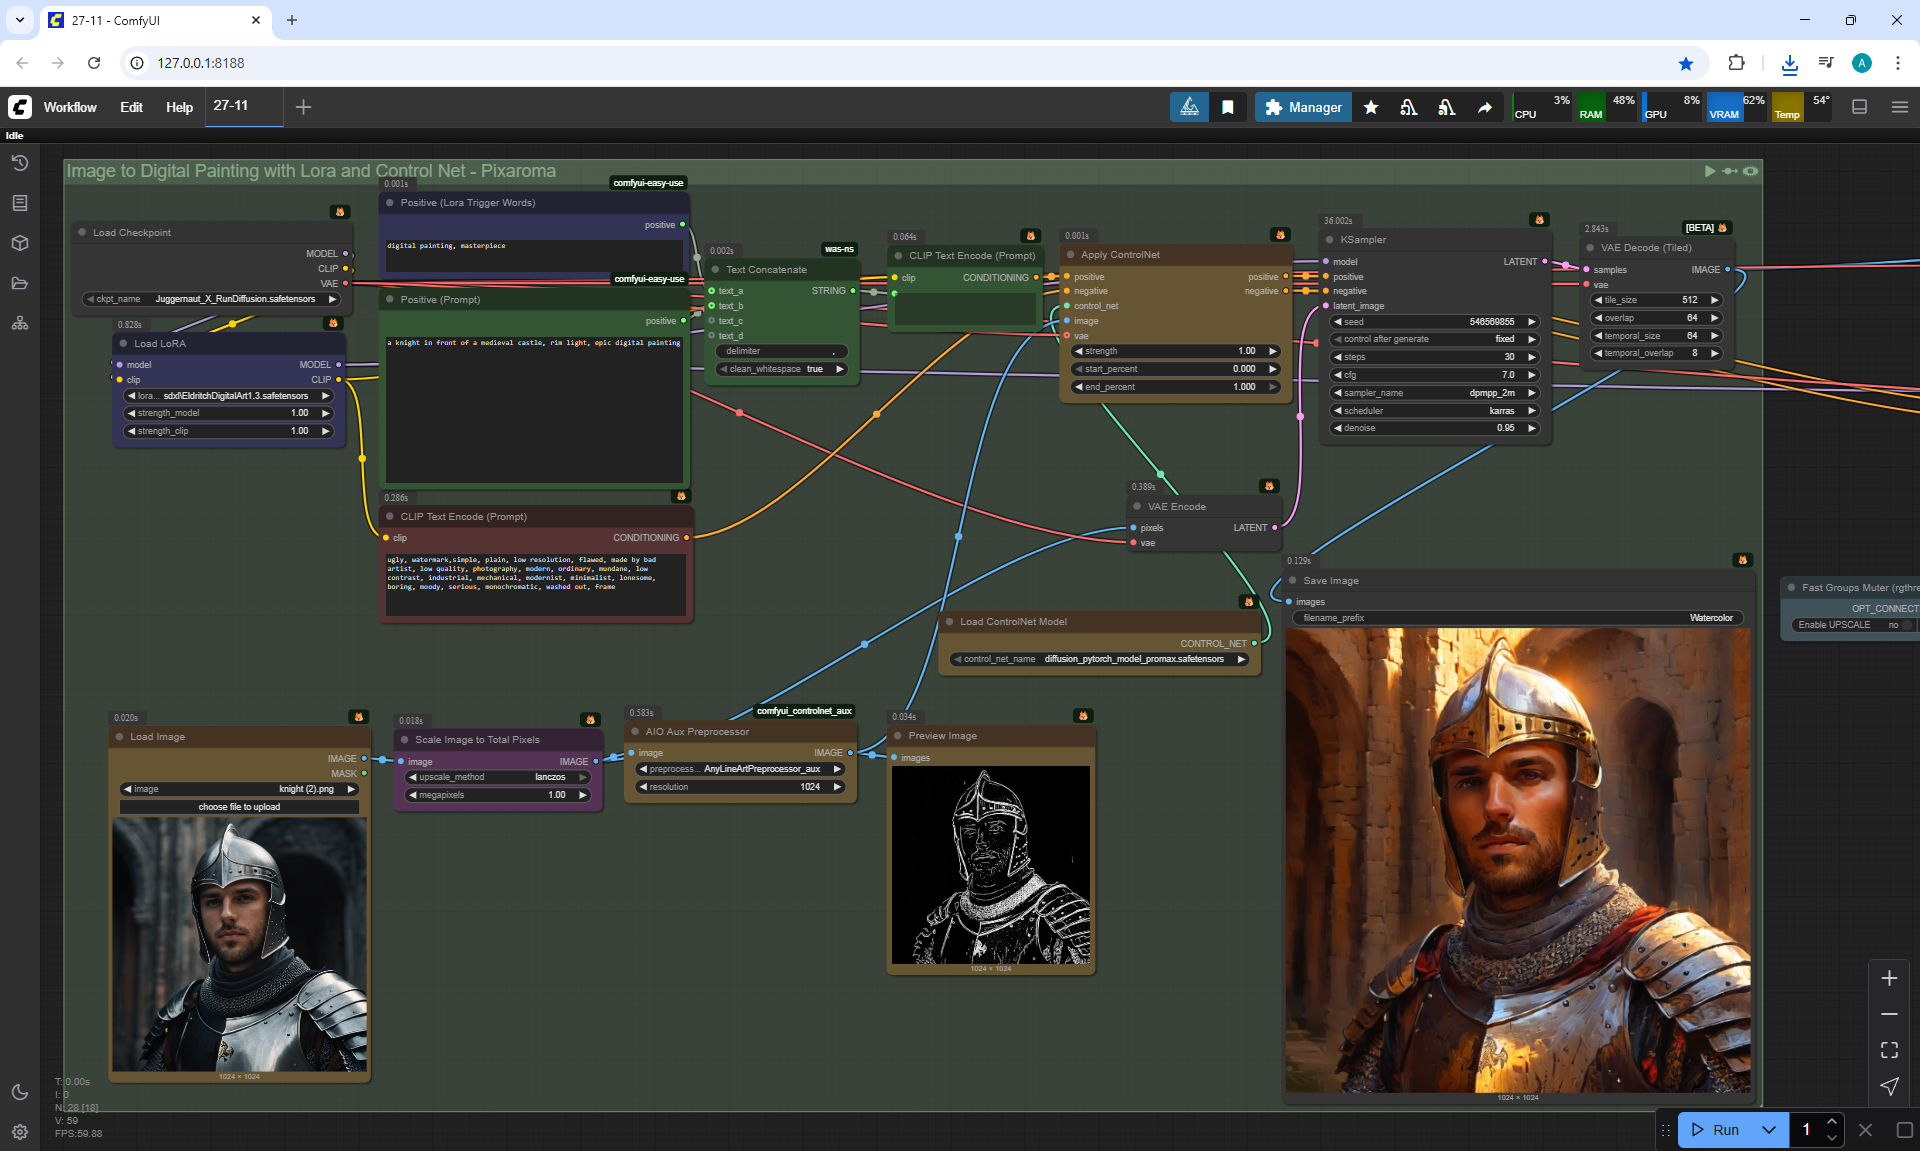 27-11 - ComfyUI
127.0.0.1:8188
A
Workflow
Edit
Help
27-11
Manager
CPU 3%
RAM 48%
GPU 8%
VRAM 62%
Temp 54°
Idle
Image to Digital Painting with Lora and Control Net - Pixaroma
Load Checkpoint
MODEL
CLIP
VAE
ckpt_name Juggernaut_X_RunDiffusion.safetensors
0.828s
Load LoRA
model MODEL
clip CLIP
lora... sdxl\EldritchDigitalArt1.3.safetensors
strength_model 1.00
strength_clip 1.00
0.001s
comfyui-easy-use
Positive (Lora Trigger Words)
positive
digital painting, masterpiece
comfyui-easy-use
Positive (Prompt)
positive
a knight in front of a medieval castle, rim light, epic digital painting
0.286s
CLIP Text Encode (Prompt)
clip CONDITIONING
ugly, watermark,simple, plain, low resolution, flawed, made by bad
artist, low quality, photography, modern, ordinary, mundane, low
contrast, industrial, mechanical, modernist, minimalist, lonesome,
boring, moody, serious, monochromatic, washed out, frame
0.002s
was-ns
Text Concatenate
text_a STRING
text_b
text_c
text_d
delimiter ,
clean_whitespace true
0.064s
CLIP Text Encode (Prompt)
clip CONDITIONING
0.001s
Apply ControlNet
positive positive
negative negative
control_net
image
vae
strength 1.00
start_percent 0.000
end_percent 1.000
36.002s
KSampler
model LATENT
positive
negative
latent_image
seed 546569855
control after generate fixed
steps 30
cfg 7.0
sampler_name dpmpp_2m
scheduler karras
denoise 0.95
2.843s
[BETA]
VAE Decode (Tiled)
samples IMAGE
vae
tile_size 512
overlap 64
temporal_size 64
temporal_overlap 8
0.389s
VAE Encode
pixels LATENT
vae
Load ControlNet Model
CONTROL_NET
control_net_name diffusion_pytorch_model_promax.safetensors
0.129s
Save Image
images
filename_prefix Watercolor
1024 × 1024
Fast Groups Muter (rgthre
OPT_CONNECT
Enable UPSCALE no
0.020s
Load Image
IMAGE
MASK
image knight (2).png
choose file to upload
1024 × 1024
0.018s
Scale Image to Total Pixels
image IMAGE
upscale_method lanczos
megapixels 1.00
0.583s
comfyui_controlnet_aux
AIO Aux Preprocessor
image IMAGE
preprocess... AnyLineArtPreprocessor_aux
resolution 1024
0.034s
Preview Image
images
1024 × 1024
T: 0.00s
I: 0
N: 28 [18]
V: 59
FPS:59.88
Run
1